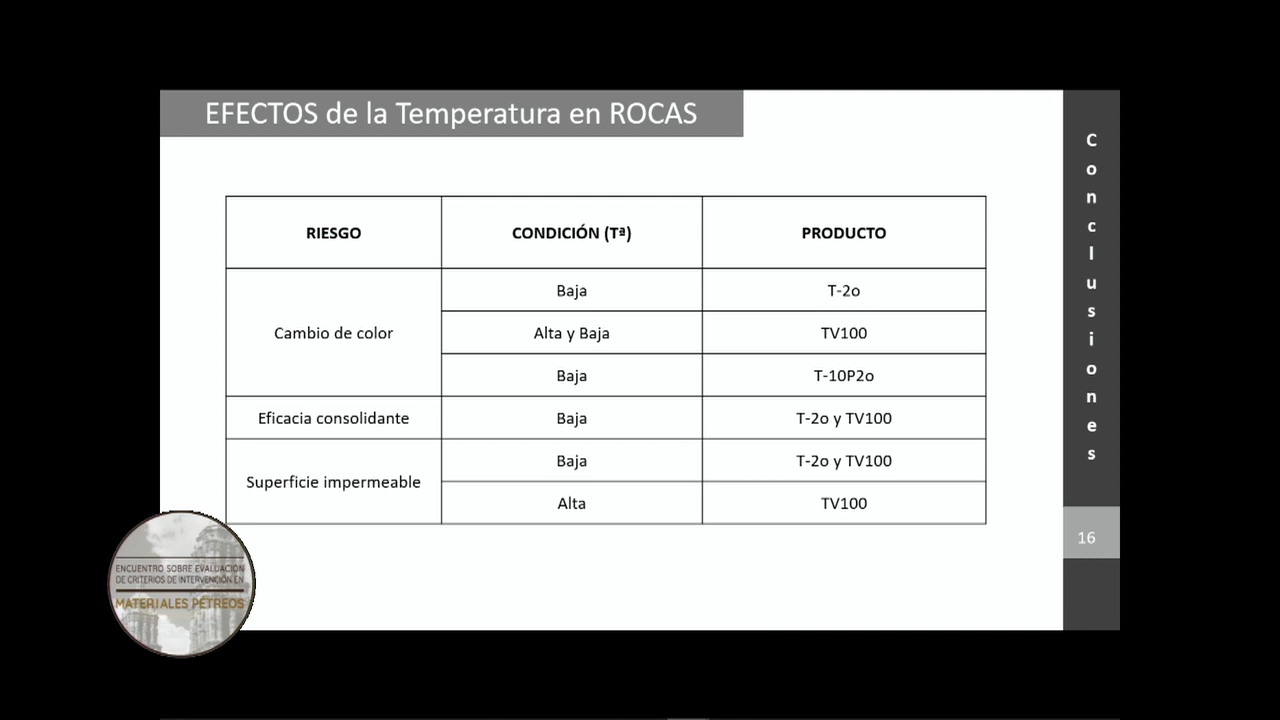 EFECTOS de la Temperatura en ROCAS
RIESGO CONDICIÓN (Tª) PRODUCTO
Cambio de color
Baja T-2o
Alta y Baja TV100
Baja T-10P2o
Eficacia consolidante Baja T-2o y TV100
Superficie impermeable
Baja T-2o y TV100
Alta TV100
Conclusiones
16
ENCUENTRO SOBRE EVALUACIÓN
DE CRITERIOS DE INTERVENCIÓN EN
MATERIALES PÉTREOS